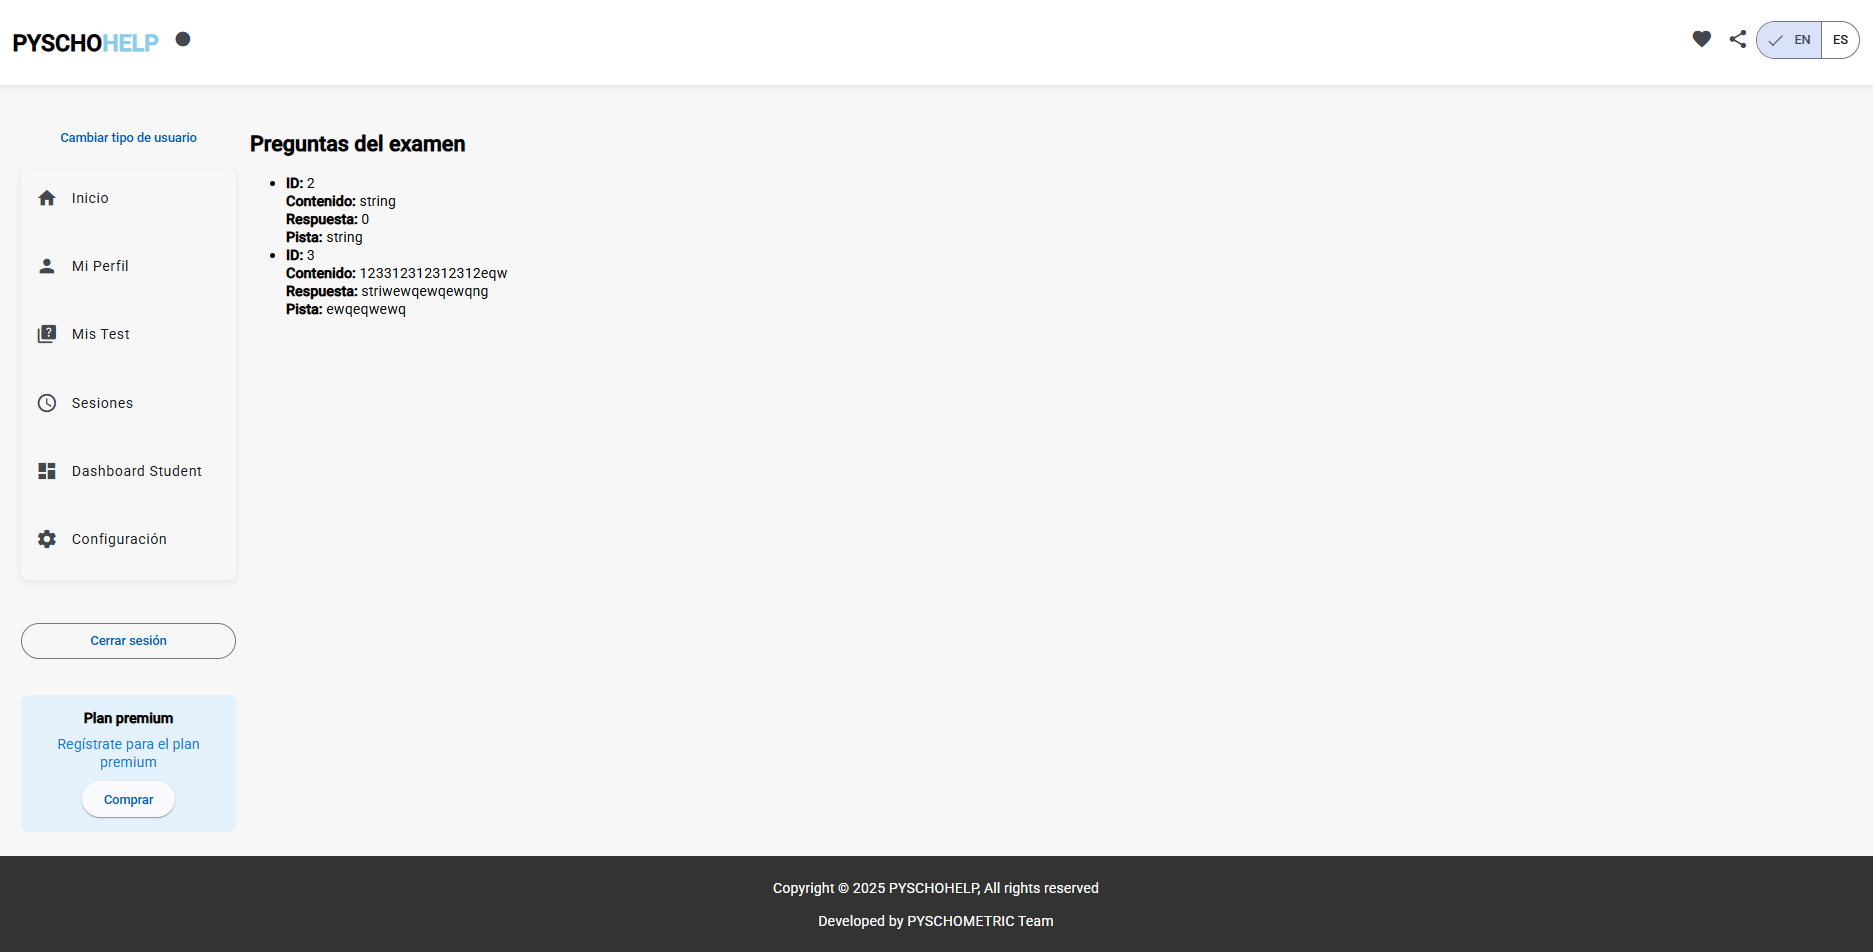 PYSCHOHELP
EN
ES
Cambiar tipo de usuario
Inicio
Mi Perfil
Mis Test
Sesiones
Dashboard Student
Configuración
Cerrar sesión
Plan premium
Regístrate para el plan
premium
Comprar
Preguntas del examen
ID: 2
Contenido: string
Respuesta: 0
Pista: string
ID: 3
Contenido: 123312312312312eqw
Respuesta: striwewqewqewqng
Pista: ewqeqwewq
Copyright © 2025 PYSCHOHELP, All rights reserved
Developed by PYSCHOMETRIC Team